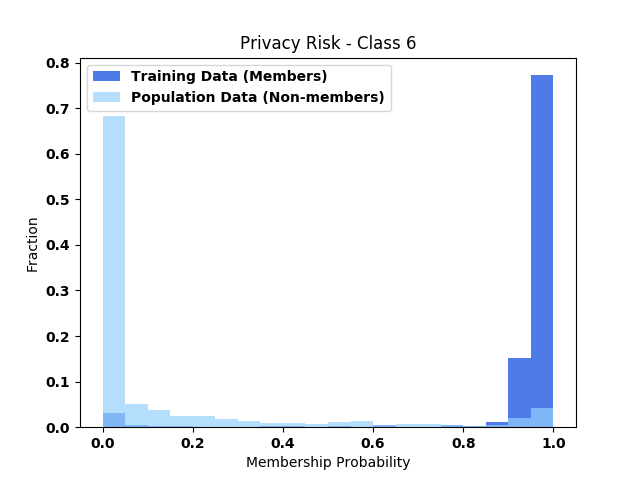 Privacy Risk - Class 6
Training Data (Members)
Population Data (Non-members)
Fraction
0.8
0.7
0.6
0.5
0.4
0.3
0.2
0.1
0.0
0.0 0.2 0.4 0.6 0.8 1.0
Membership Probability